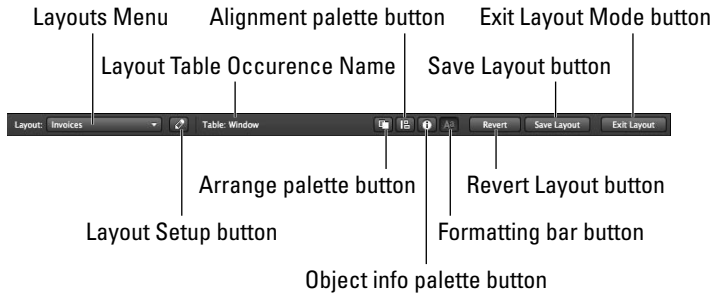 Layouts Menu Alignment palette button Exit Layout Mode button
Layout Table Occurence Name Save Layout button
Layout: Invoices Table: Window Aa Revert Save Layout Exit Layout
Arrange palette button Revert Layout button
Layout Setup button Formatting bar button
Object info palette button